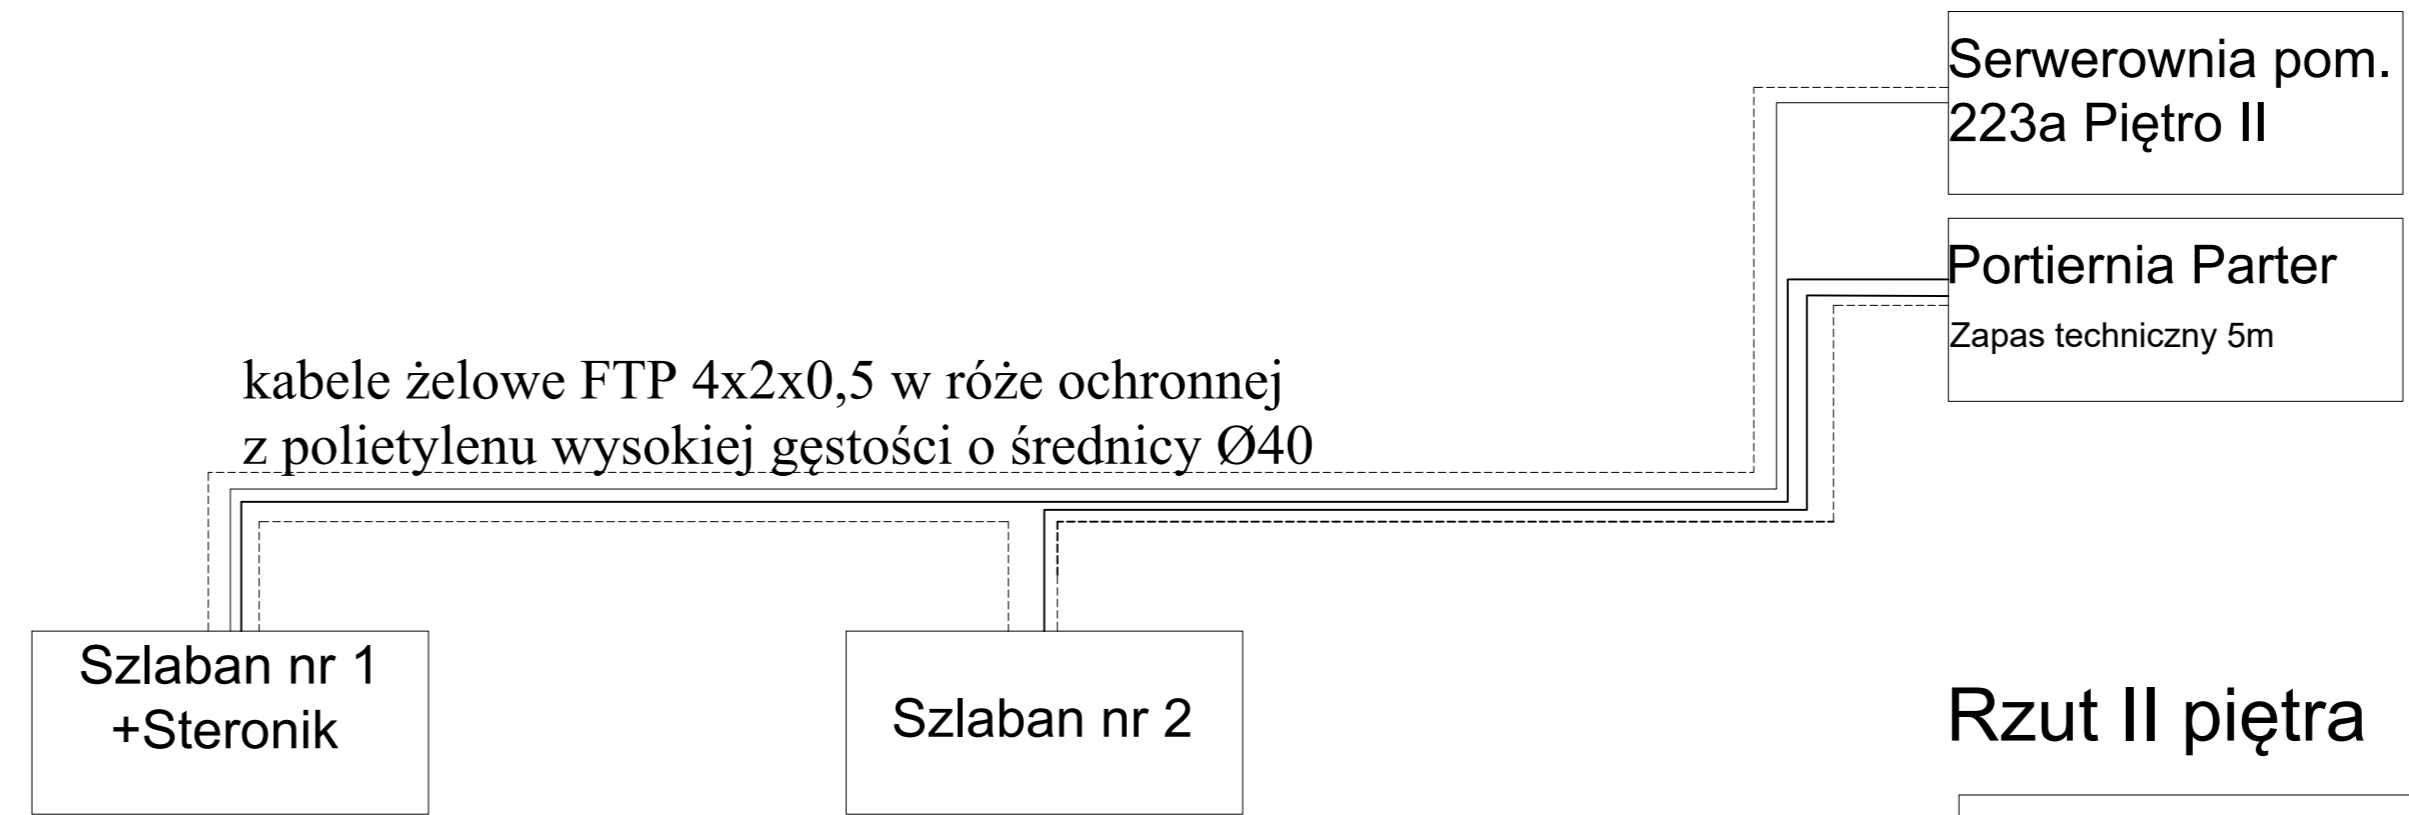 Serwerownia pom.
223a Piętro II
Portiernia Parter
Zapas techniczny 5m
kabele żelowe FTP 4x2x0,5 w róże ochronnej
z polietylenu wysokiej gęstości o średnicy Ø40
Szlaban nr 1
+Steronik
Szlaban nr 2
Rzut II piętra